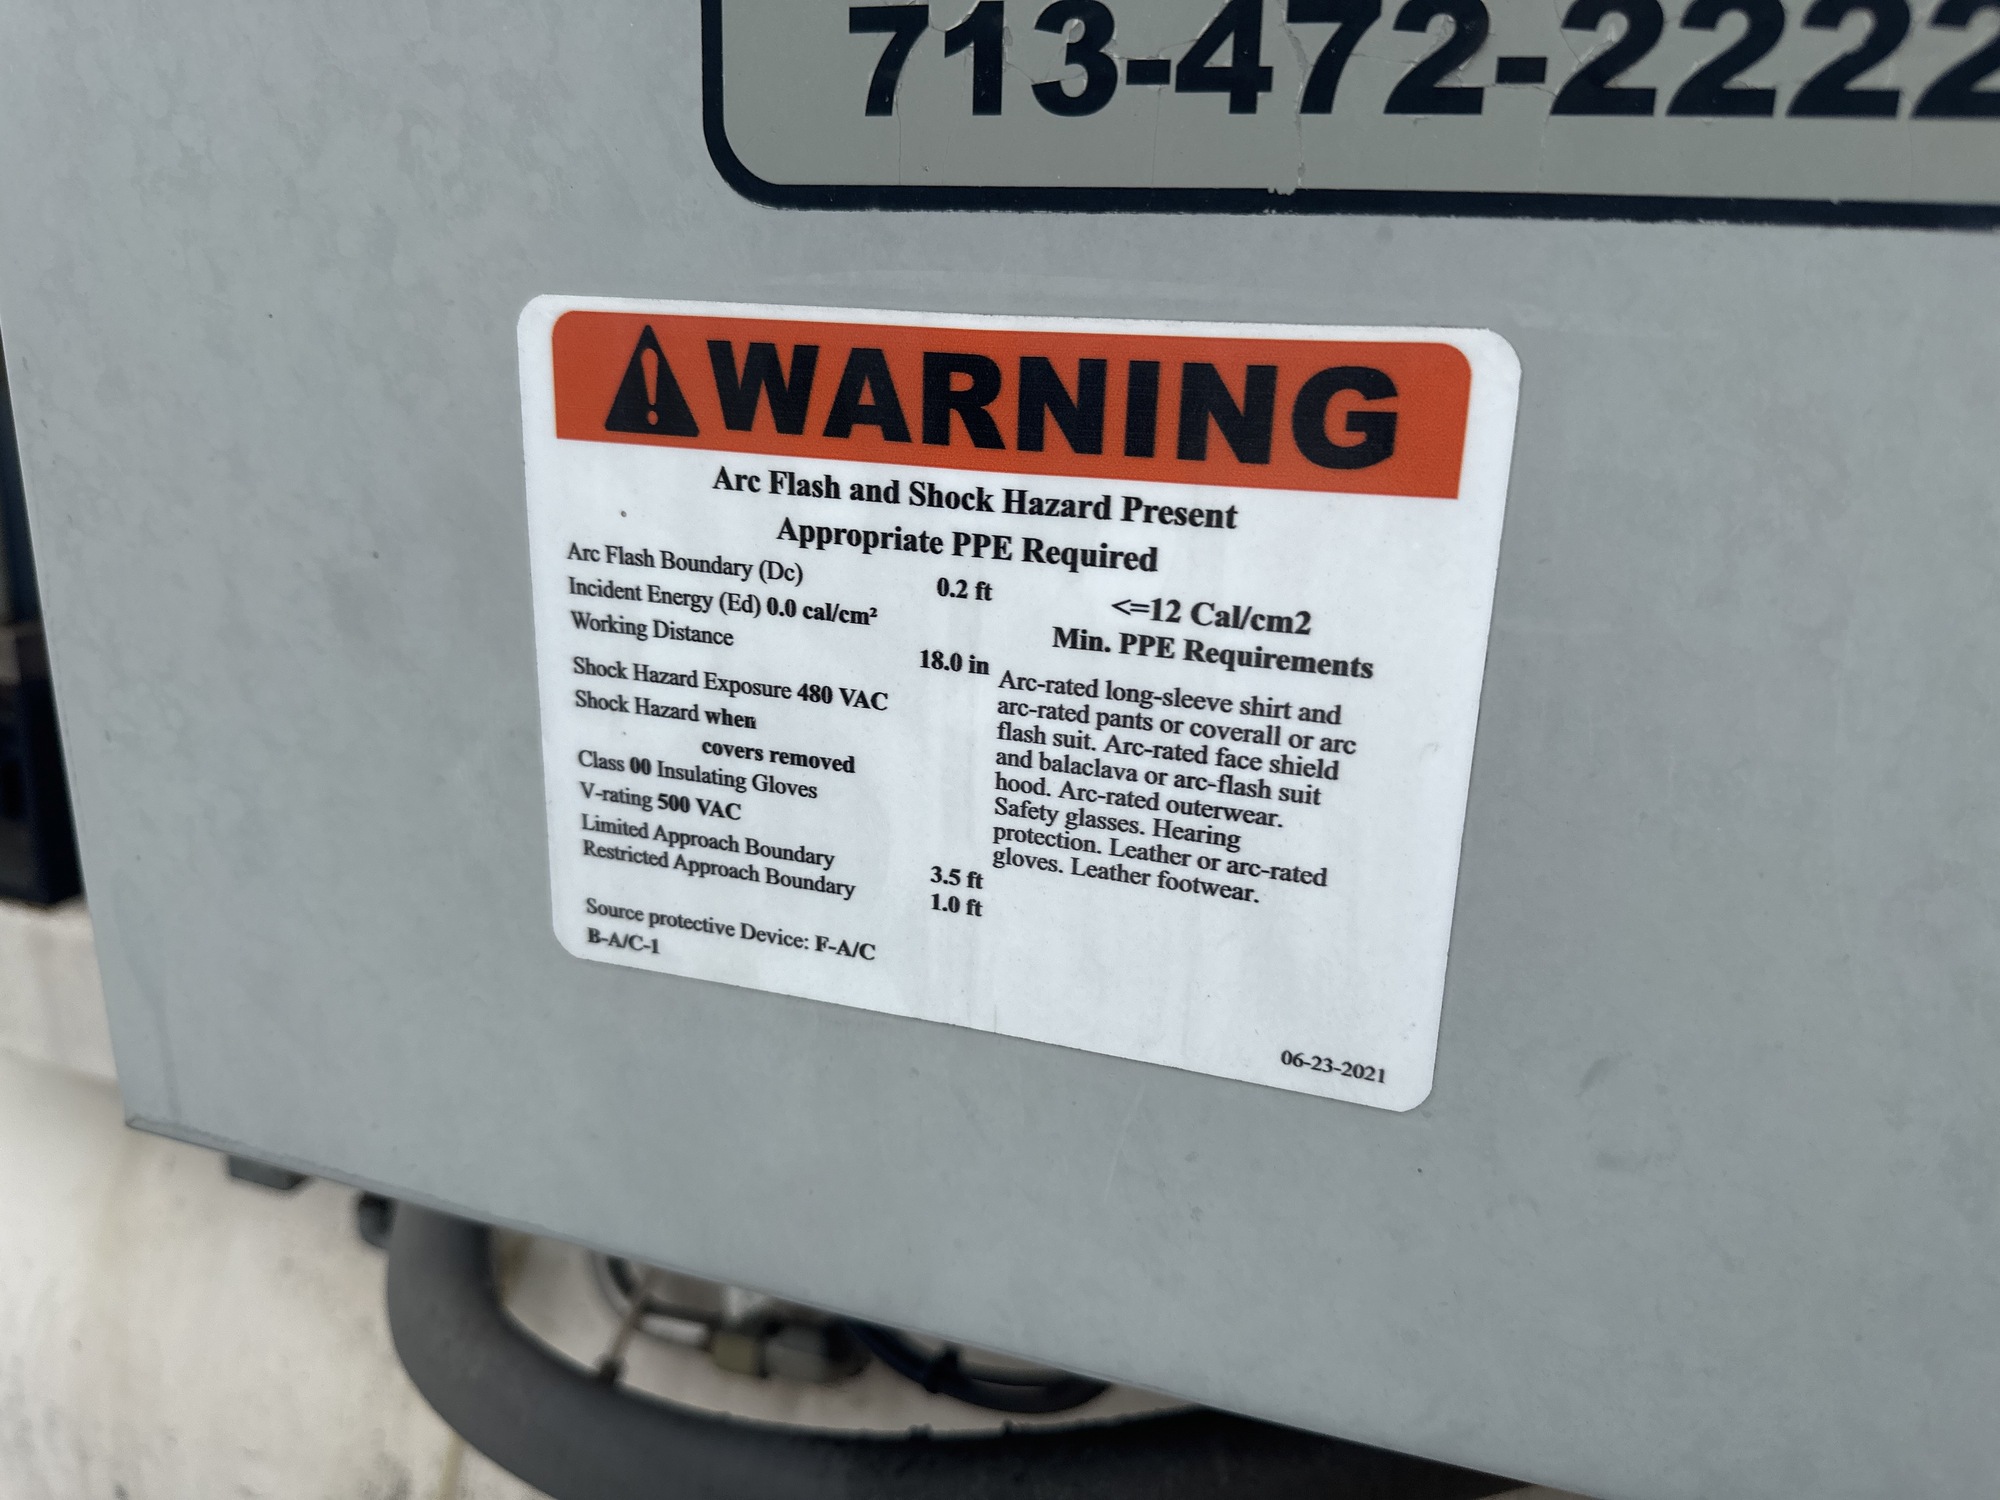 713-472-2222
WARNING
Arc Flash and Shock Hazard Present
Appropriate PPE Required
Arc Flash Boundary (Dc) 0.2 ft
Incident Energy (Ed) 0.0 cal/cm²
Working Distance 18.0 in
Shock Hazard Exposure 480 VAC
Shock Hazard when
covers removed
Class 00 Insulating Gloves
V-rating 500 VAC
Limited Approach Boundary 3.5 ft
Restricted Approach Boundary 1.0 ft
Source protective Device: F-A/C
B-A/C-1
<=12 Cal/cm2
Min. PPE Requirements
Arc-rated long-sleeve shirt and
arc-rated pants or coverall or arc
flash suit. Arc-rated face shield
and balaclava or arc-flash suit
hood. Arc-rated outerwear.
Safety glasses. Hearing
protection. Leather or arc-rated
gloves. Leather footwear.
06-23-2021